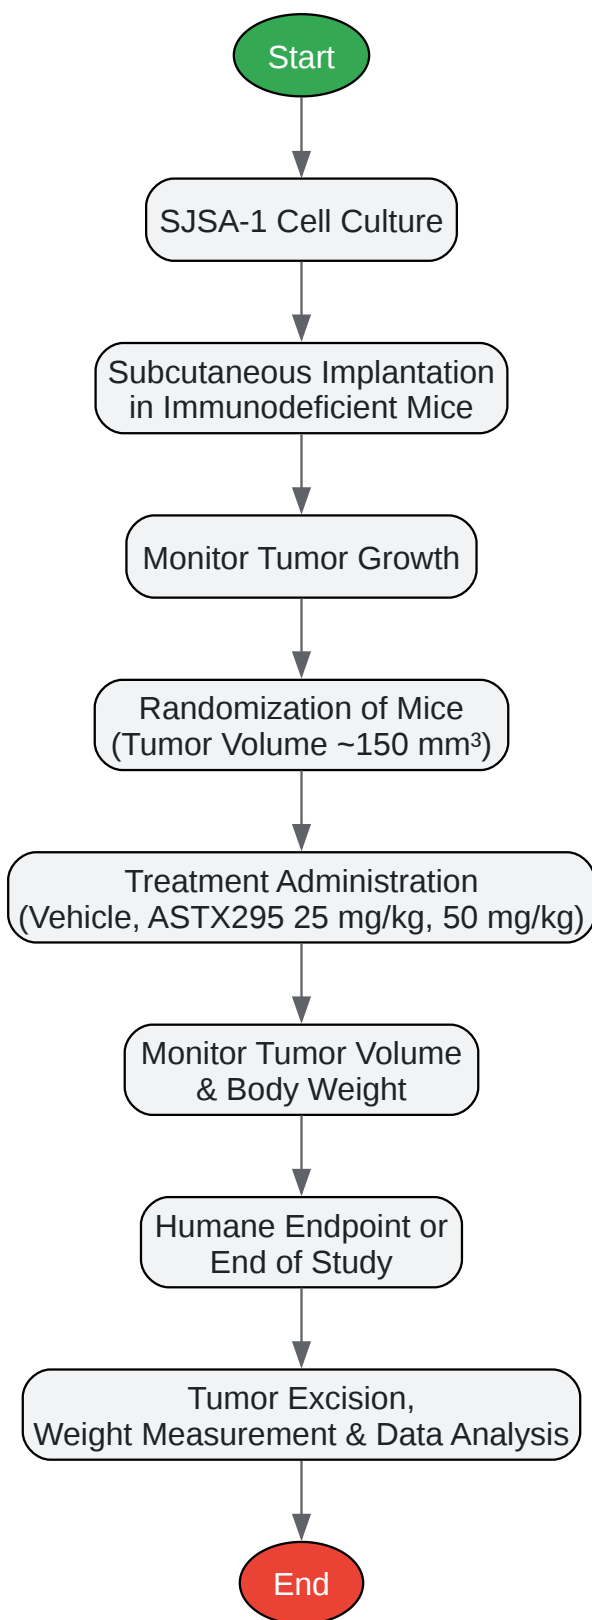 Start
SJSA-1 Cell Culture
Subcutaneous Implantation
in Immunodeficient Mice
Monitor Tumor Growth
Randomization of Mice
(Tumor Volume ~150 mm³)
Treatment Administration
(Vehicle, ASTX295 25 mg/kg, 50 mg/kg)
Monitor Tumor Volume
& Body Weight
Humane Endpoint or
End of Study
Tumor Excision,
Weight Measurement & Data Analysis
End